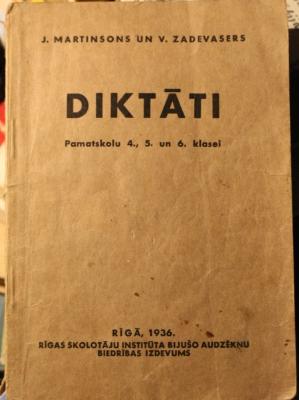 J. MARTINSONS UN V. ZADEVASERS
DIKTĀTI
Pamatskolu 4., 5. un 6. klasei
RĪGĀ, 1936.
RĪGAS SKOLOTĀJU INSTITŪTA BIJUŠO AUDZĒKŅU
BIEDRĪBAS IZDEVUMS